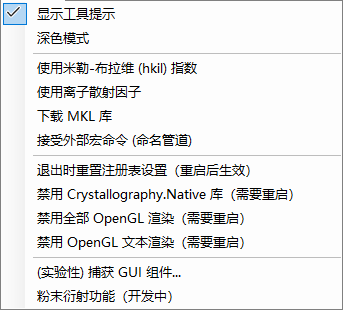 显示工具提示
深色模式
使用米勒-布拉维 (hkil) 指数
使用离子散射因子
下载 MKL 库
接受外部宏命令 (命名管道)
退出时重置注册表设置（重启后生效）
禁用 Crystallography.Native 库（需要重启）
禁用全部 OpenGL 渲染（需要重启）
禁用 OpenGL 文本渲染（需要重启）
(实验性) 捕获 GUI 组件...
粉末衍射功能（开发中）